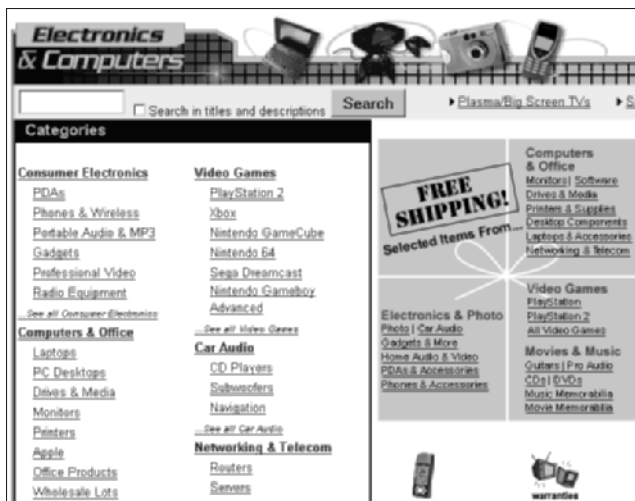 Electronics
& Computers
Search in titles and descriptions
Search
Plasma/Big Screen TVs
S
Categories
Consumer Electronics
PDAs
Phones & Wireless
Portable Audio & MP3
Gadgets
Professional Video
Radio Equipment
...See all Consumer Electronics
Computers & Office
Laptops
PC Desktops
Drives & Media
Monitors
Printers
Apple
Office Products
Wholesale Lots
Video Games
PlayStation 2
Xbox
Nintendo GameCube
Nintendo 64
Sega Dreamcast
Nintendo Gameboy
Advanced
...See all Video Games
Car Audio
CD Players
Subwoofers
Navigation
...See all Car Audio
Networking & Telecom
Routers
Servers
FREE
SHIPPING!
Selected Items From...
Computers
& Office
Monitors | Software
Drives & Media
Printers & Supplies
Desktop Components
Laptops & Accessories
Networking & Telecom
Electronics & Photo
Photo | Car Audio
Gadgets & More
Home Audio & Video
PDAs & Accessories
Phones & Accessories
Video Games
PlayStation
PlayStation 2
All Video Games
Movies & Music
Guitars | Pro Audio
CDs | DVDs
Music Memorabilia
Movie Memorabilia
warranties